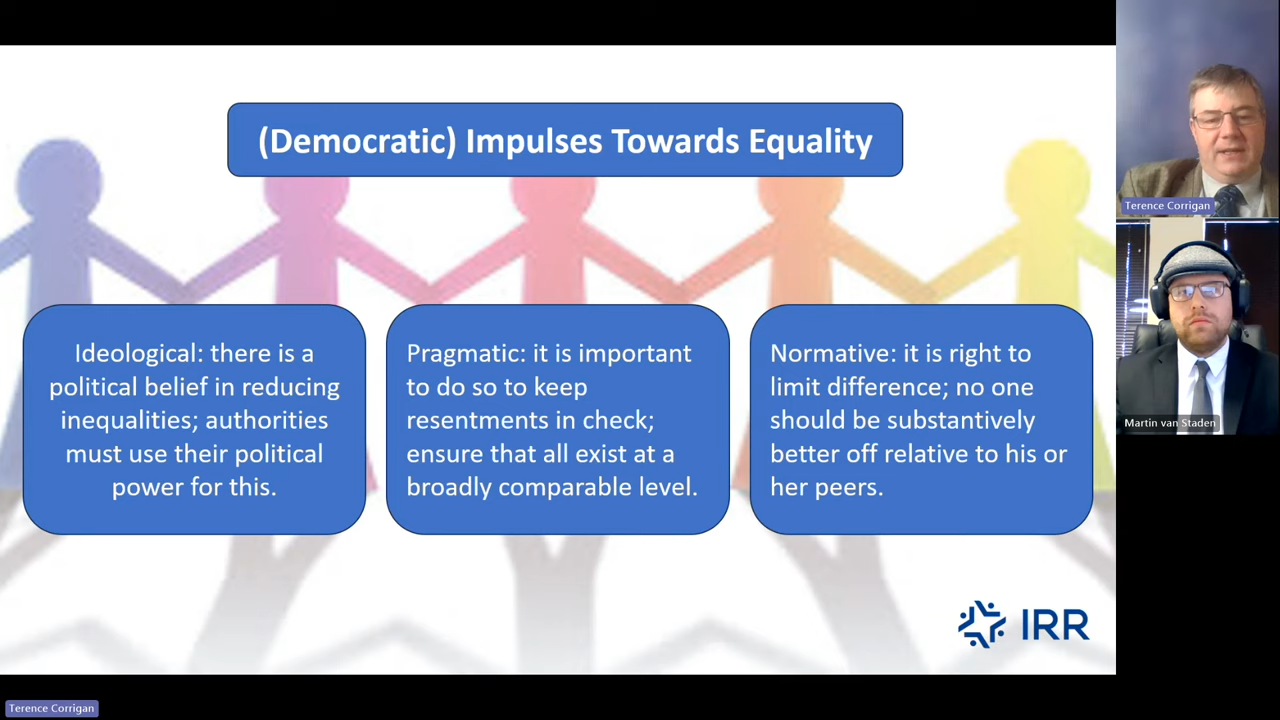 (Democratic) Impulses Towards Equality
Ideological: there is a
political belief in reducing
inequalities; authorities
must use their political
power for this.
Pragmatic: it is important
to do so to keep
resentments in check;
ensure that all exist at a
broadly comparable level.
Normative: it is right to
limit difference; no one
should be substantively
better off relative to his or
her peers.
IRR
Terence Corrigan
Martin van Staden
Terence Corrigan